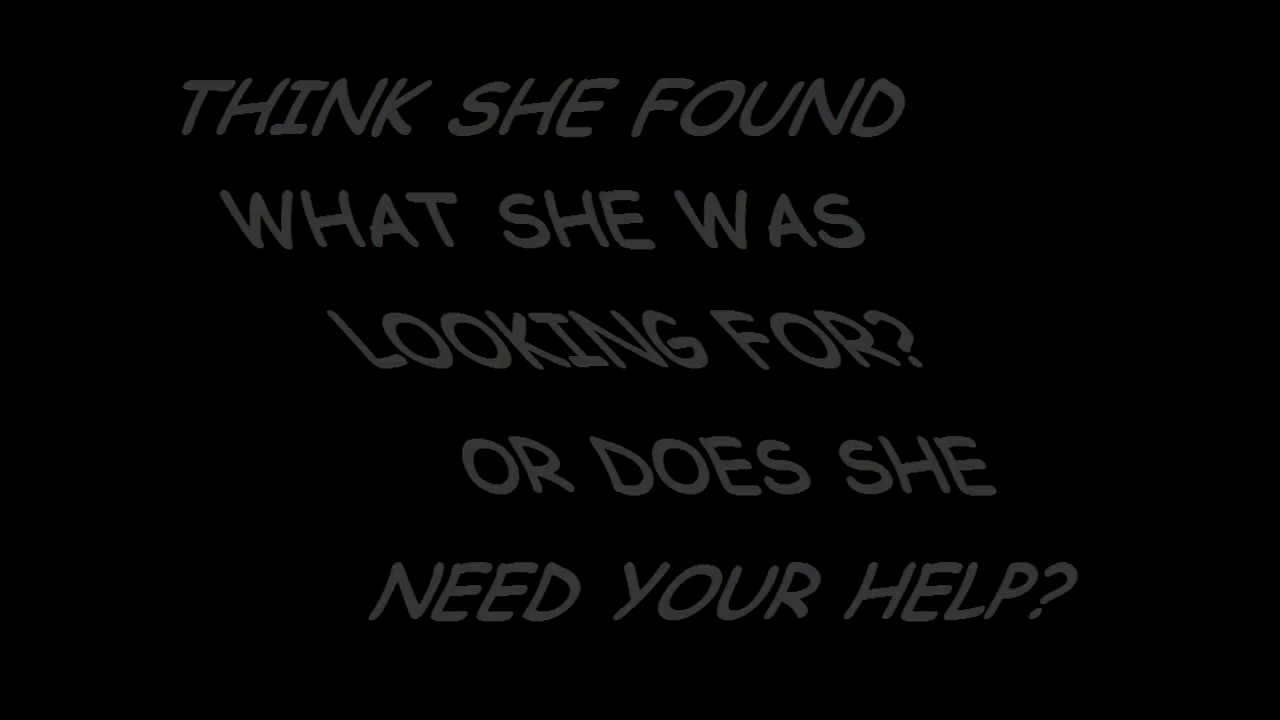 THINK SHE FOUND
WHAT SHE WAS
LOOKING FOR?
OR DOES SHE
NEED YOUR HELP?